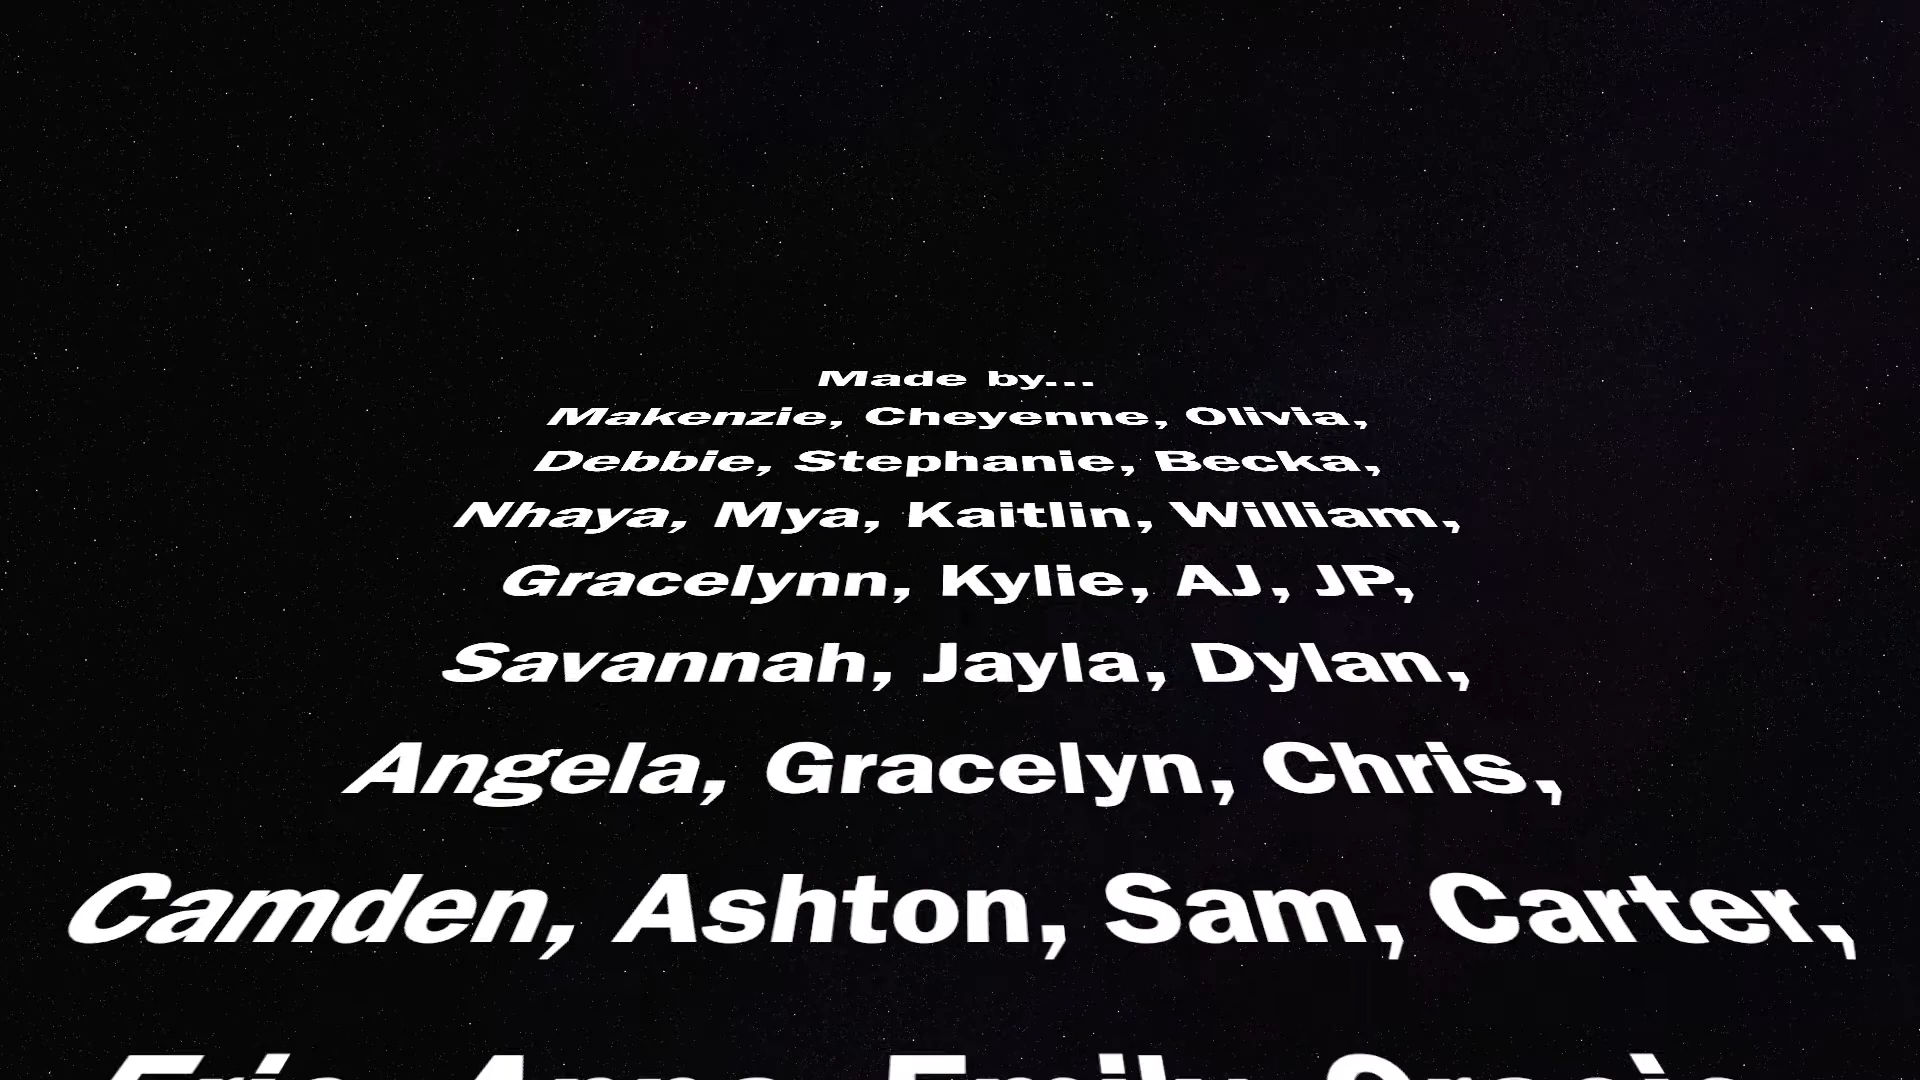 Made by...
Makenzie, Cheyenne, Olivia,
Debbie, Stephanie, Becka,
Nhaya, Mya, Kaitlin, William,
Gracelynn, Kylie, AJ, JP,
Savannah, Jayla, Dylan,
Angela, Gracelyn, Chris,
Camden, Ashton, Sam, Carter,